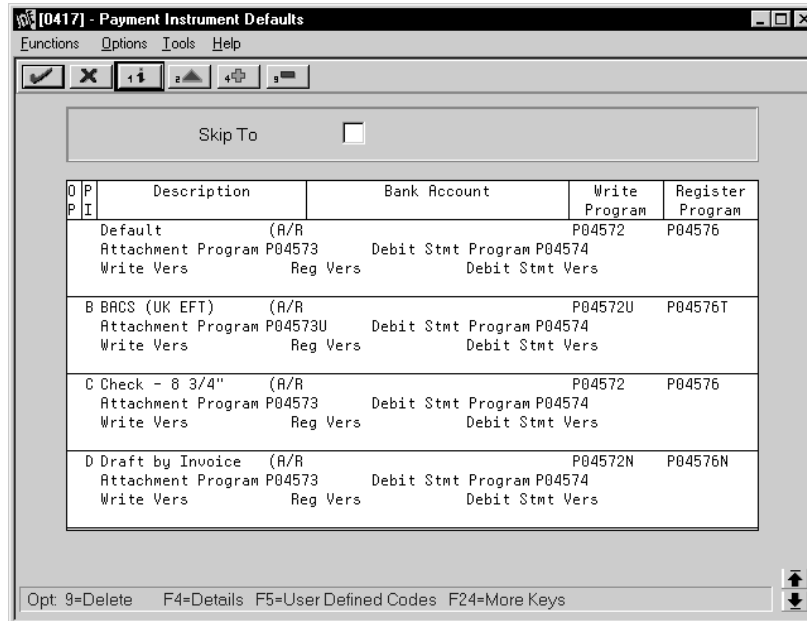 [0417] - Payment Instrument Defaults
Functions Options Tools Help
1 i 2 4 9
Skip To
O P Description Bank Account Write Register
P I Program Program
Default (A/R P04572 P04576
Attachment Program P04573 Debit Stmt Program P04574
Write Vers Reg Vers Debit Stmt Vers
B BACS (UK EFT) (A/R P04572U P04576T
Attachment Program P04573U Debit Stmt Program P04574
Write Vers Reg Vers Debit Stmt Vers
C Check - 8 3/4" (A/R P04572 P04576
Attachment Program P04573 Debit Stmt Program P04574
Write Vers Reg Vers Debit Stmt Vers
D Draft by Invoice (A/R P04572N P04576N
Attachment Program P04573 Debit Stmt Program P04574
Write Vers Reg Vers Debit Stmt Vers
Opt: 9=Delete F4=Details F5=User Defined Codes F24=More Keys